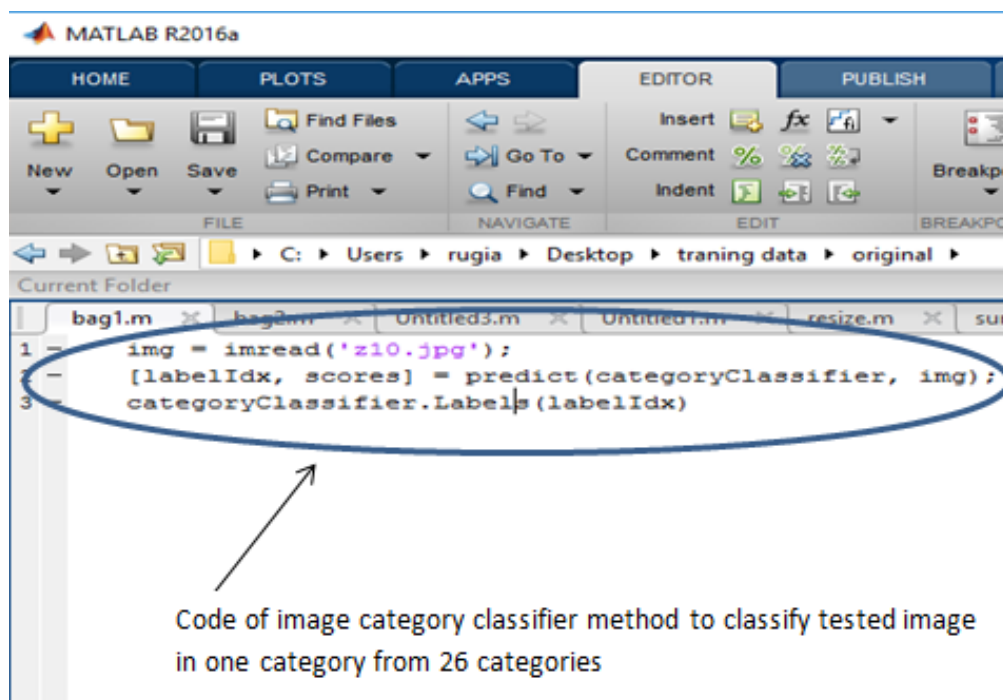 MATLAB R2016a
HOME PLOTS APPS EDITOR PUBLISH
New Open Save Find Files Compare Print
Go To Find
Insert fx Comment % Indent
FILE NAVIGATE EDIT
C: Users rugia Desktop traning data original
Current Folder
bag1.m bag2.m Untitled3.m Untitled1.m resize.m
1 img = imread('z10.jpg');
2 [labelIdx, scores] = predict(categoryClassifier, img);
3 categoryClassifier.Labels(labelIdx)
Code of image category classifier method to classify tested image
in one category from 26 categories